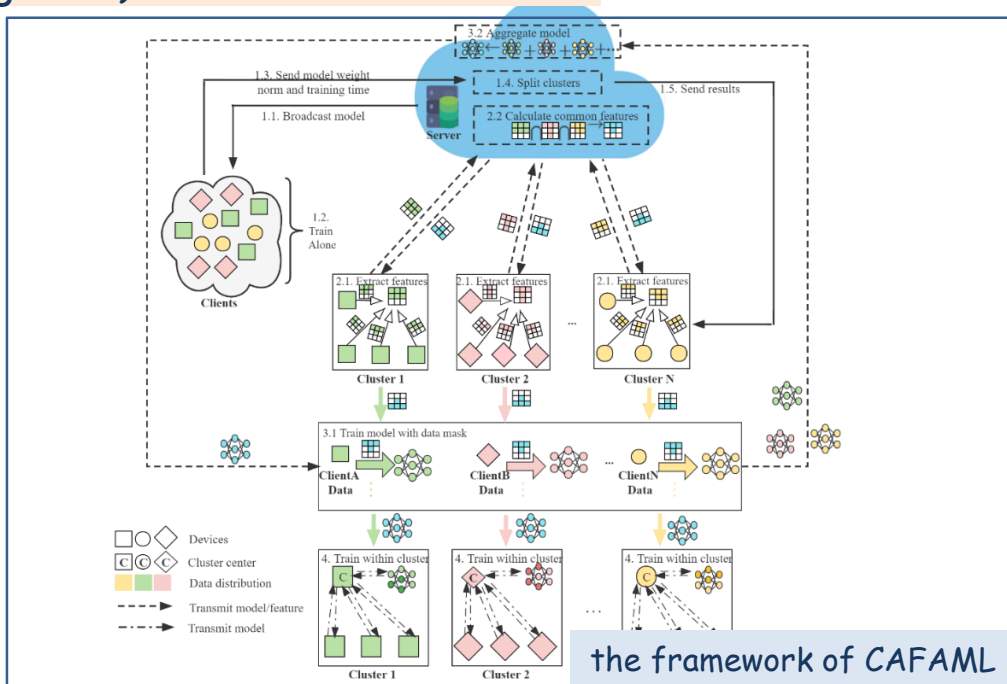 3.2 Aggregate model
1.3. Send model weight
norm and training time
1.4. Split clusters
1.5. Send results
1.1. Broadcast model
Server
2.2 Calculate common features
1.2.
Train
Alone
Clients
2.1. Extract features
2.1. Extract features
2.1. Extract features
...
Cluster 1
Cluster 2
Cluster N
3.1 Train model with data mask
ClientA
Data
ClientB
Data
...
ClientN
Data
Devices
C C C Cluster center
Data distribution
Transmit model/feature
Transmit model
4. Train within cluster
4. Train within cluster
4. Train within cluster
C
C
C
...
Cluster 1
Cluster 2
the framework of CAFAML